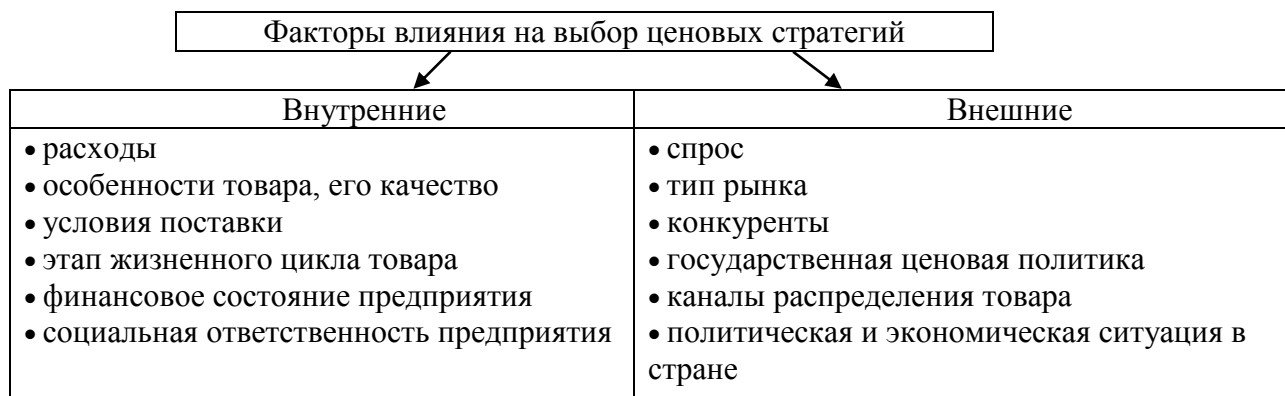 Факторы влияния на выбор ценовых стратегий
Внутренние
• расходы
• особенности товара, его качество
• условия поставки
• этап жизненного цикла товара
• финансовое состояние предприятия
• социальная ответственность предприятия
Внешние
• спрос
• тип рынка
• конкуренты
• государственная ценовая политика
• каналы распределения товара
• политическая и экономическая ситуация в
стране